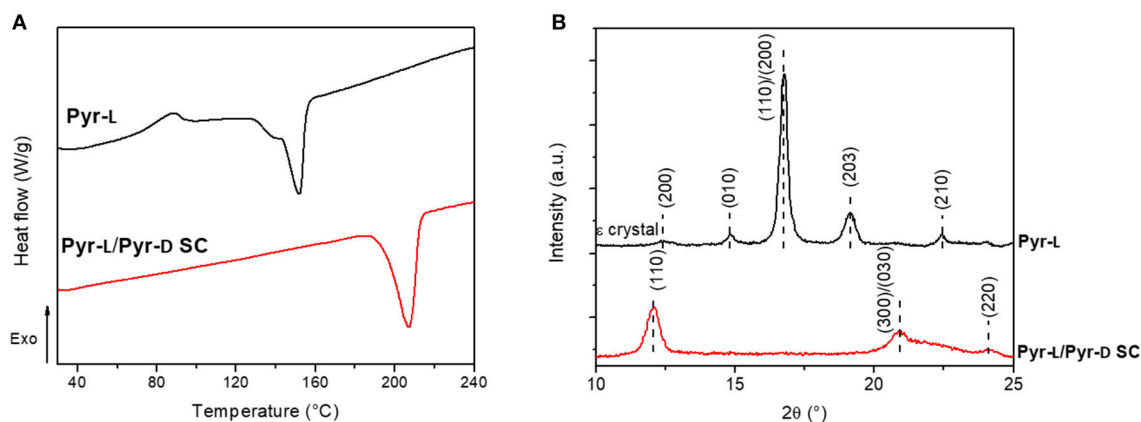 A
Heat flow (W/g)
Pyr-L
Pyr-L/Pyr-D SC
Exo
40
80
120
160
200
240
Temperature (°C)
B
Intensity (a.u.)
ε crystal
(200)
(010)
(110)/(200)
(203)
(210)
Pyr-L
(110)
(300)/(030)
(220)
Pyr-L/Pyr-D SC
10
15
20
25
2θ (°)